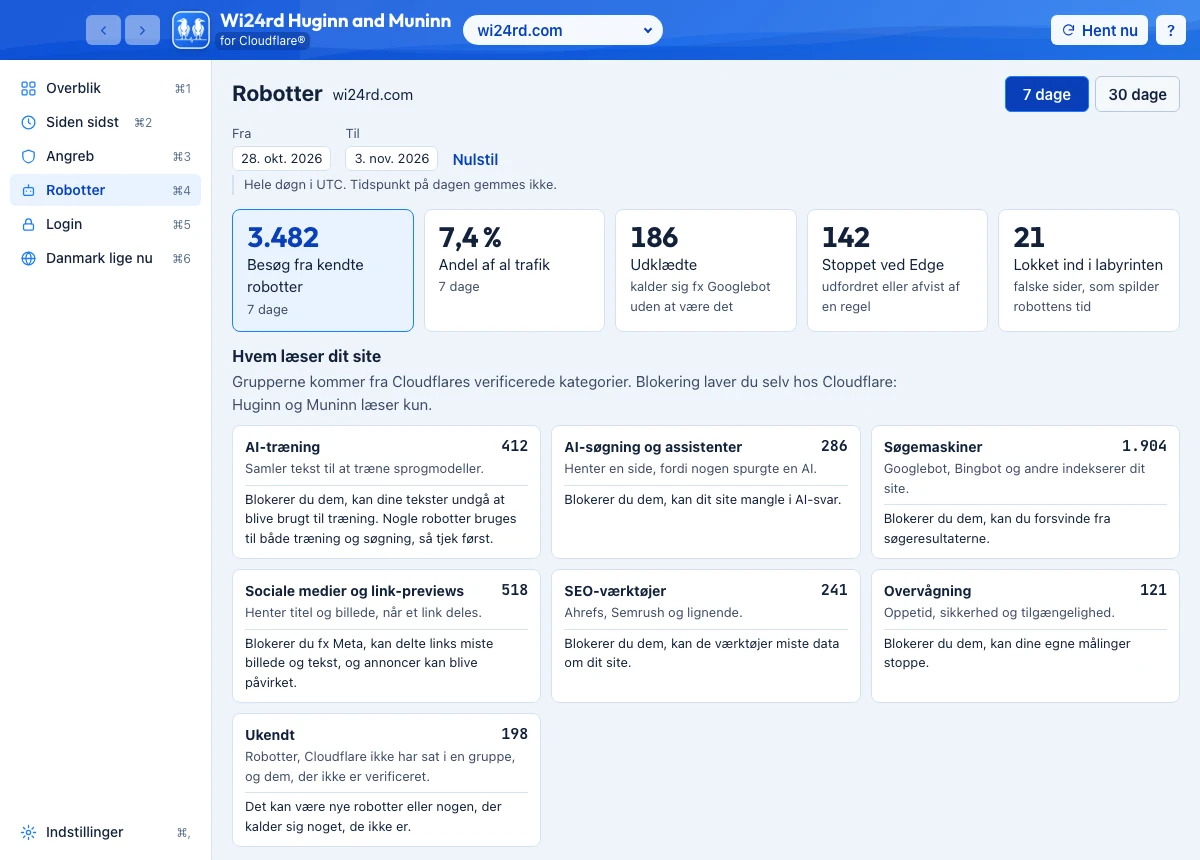 Wi24rd Huginn and Muninn
for Cloudflare®
wi24rd.com
Hent nu
?
Overblik ⌘1
Siden sidst ⌘2
Angreb ⌘3
Robotter ⌘4
Login ⌘5
Danmark lige nu ⌘6
Indstillinger ⌘,
Robotter wi24rd.com
7 dage
30 dage
Fra
Til
28. okt. 2026
3. nov. 2026
Nulstil
Hele døgn i UTC. Tidspunkt på dagen gemmes ikke.
3.482
Besøg fra kendte
robotter
7 dage
7,4 %
Andel af al trafik
7 dage
186
Udklædte
kalder sig fx Googlebot
uden at være det
142
Stoppet ved Edge
udfordret eller afvist af
en regel
21
Lokket ind i labyrinten
falske sider, som spilder
robottens tid
Hvem læser dit site
Grupperne kommer fra Cloudflares verificerede kategorier. Blokering laver du selv hos Cloudflare:
Huginn og Muninn læser kun.
AI-træning 412
Samler tekst til at træne sprogmodeller.
Blokerer du dem, kan dine tekster undgå at
blive brugt til træning. Nogle robotter bruges
til både træning og søgning, så tjek først.
AI-søgning og assistenter 286
Henter en side, fordi nogen spurgte en AI.
Blokerer du dem, kan dit site mangle i AI-svar.
Søgemaskiner 1.904
Googlebot, Bingbot og andre indekserer dit
site.
Blokerer du dem, kan du forsvinde fra
søgeresultaterne.
Sociale medier og link-previews 518
Henter titel og billede, når et link deles.
Blokerer du fx Meta, kan delte links miste
billede og tekst, og annoncer kan blive
påvirket.
SEO-værktøjer 241
Ahrefs, Semrush og lignende.
Blokerer du dem, kan de værktøjer miste data
om dit site.
Overvågning 121
Oppetid, sikkerhed og tilgængelighed.
Blokerer du dem, kan dine egne målinger
stoppe.
Ukendt 198
Robotter, Cloudflare ikke har sat i en gruppe,
og dem, der ikke er verificeret.
Det kan være nye robotter eller nogen, der
kalder sig noget, de ikke er.